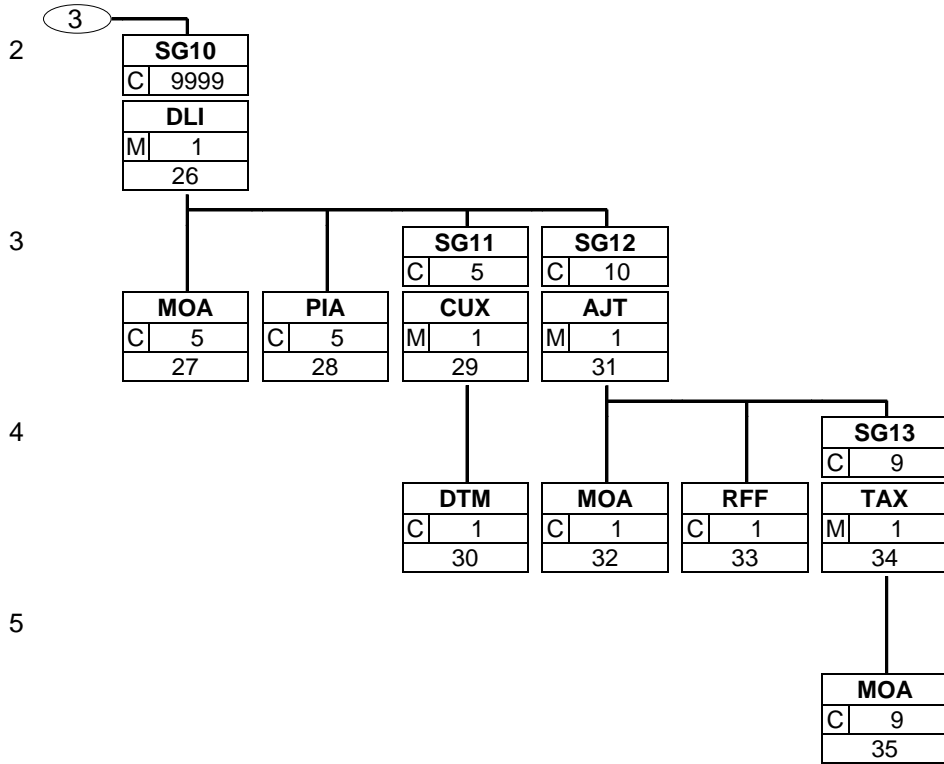 3
2
SG10
C 9999
DLI
M 1
26
3
SG11 SG12
C 5 C 10
MOA PIA CUX AJT
C 5 C 5 M 1 M 1
27 28 29 31
4
SG13
C 9
DTM MOA RFF TAX
C 1 C 1 C 1 M 1
30 32 33 34
5
MOA
C 9
35